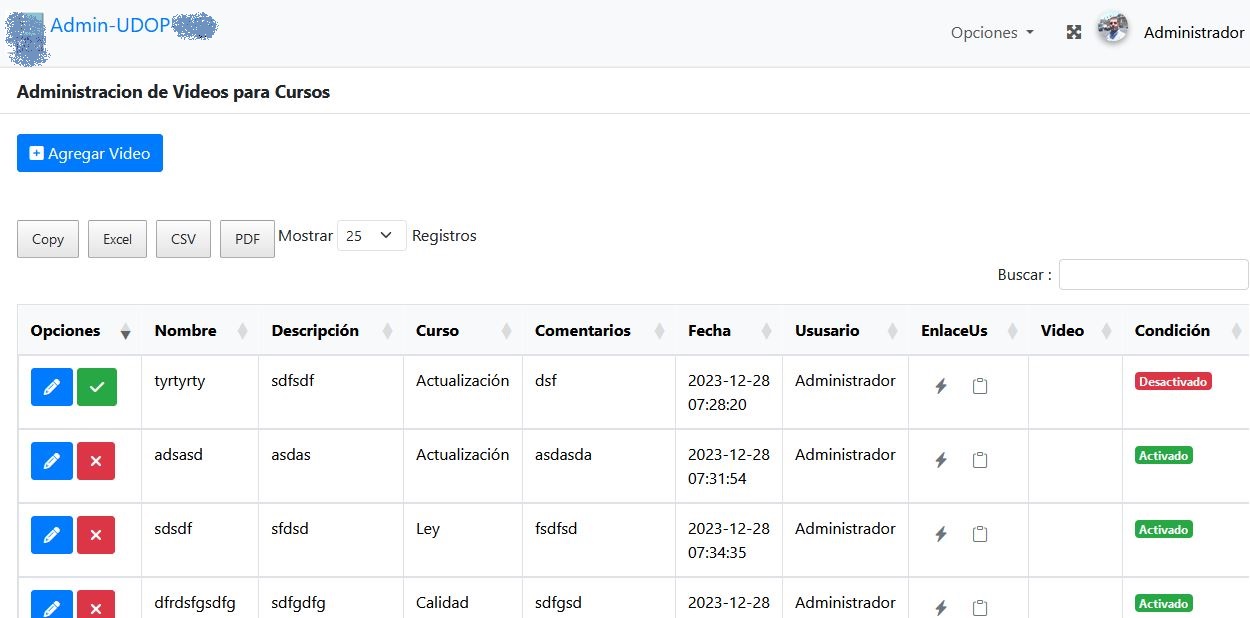 Admin-UDOP
Opciones
Administrador
Administracion de Videos para Cursos
Agregar Video
Copy Excel CSV PDF Mostrar 25 Registros
Buscar :
Opciones Nombre Descripción Curso Comentarios Fecha Ususario EnlaceUs Video Condición
tyrtyrty sdfsdf Actualización dsf 2023-12-28 Administrador Desactivado
07:28:20
adsasd asdas Actualización asdasda 2023-12-28 Administrador Activado
07:31:54
sdsdf sfdsd Ley fsdfsd 2023-12-28 Administrador Activado
07:34:35
dfrdsfgsdfg sdfgdfg Calidad sdfgsd 2023-12-28 Administrador Activado